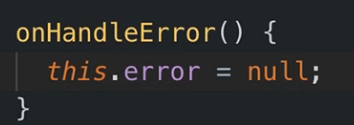 onHandleError() {
  this.error = null;
}